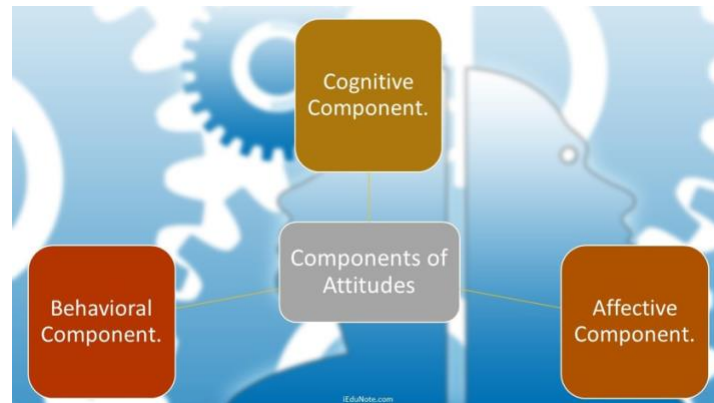 Cognitive
Component.
Components of
Attitudes
Behavioral
Component.
Affective
Component.
iEduNote.com